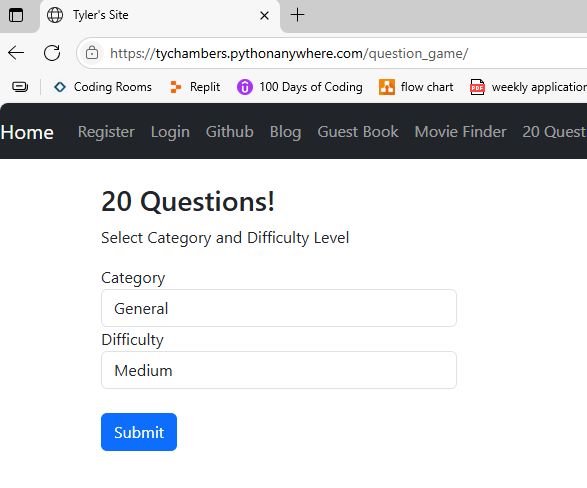 Tyler's Site
https://tychambers.pythonanywhere.com/question_game/
Coding Rooms Replit 100 Days of Coding flow chart PDF weekly application
Home Register Login Github Blog Guest Book Movie Finder 20 Quest
20 Questions!
Select Category and Difficulty Level
Category
General
Difficulty
Medium
Submit